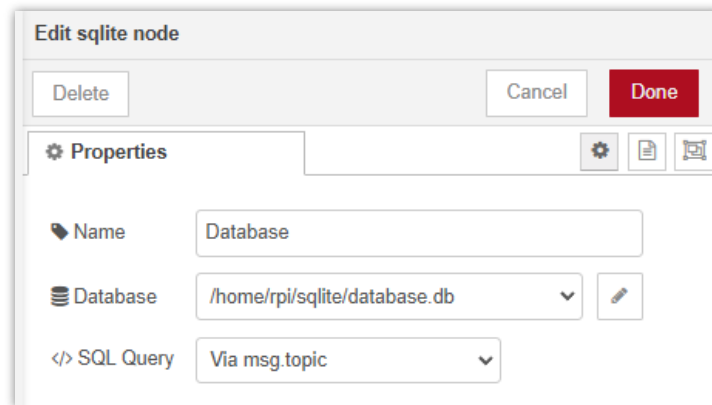 Edit sqlite node
Delete
Cancel
Done
Properties
Name
Database
Database
/home/rpi/sqlite/database.db
</> SQL Query
Via msg.topic